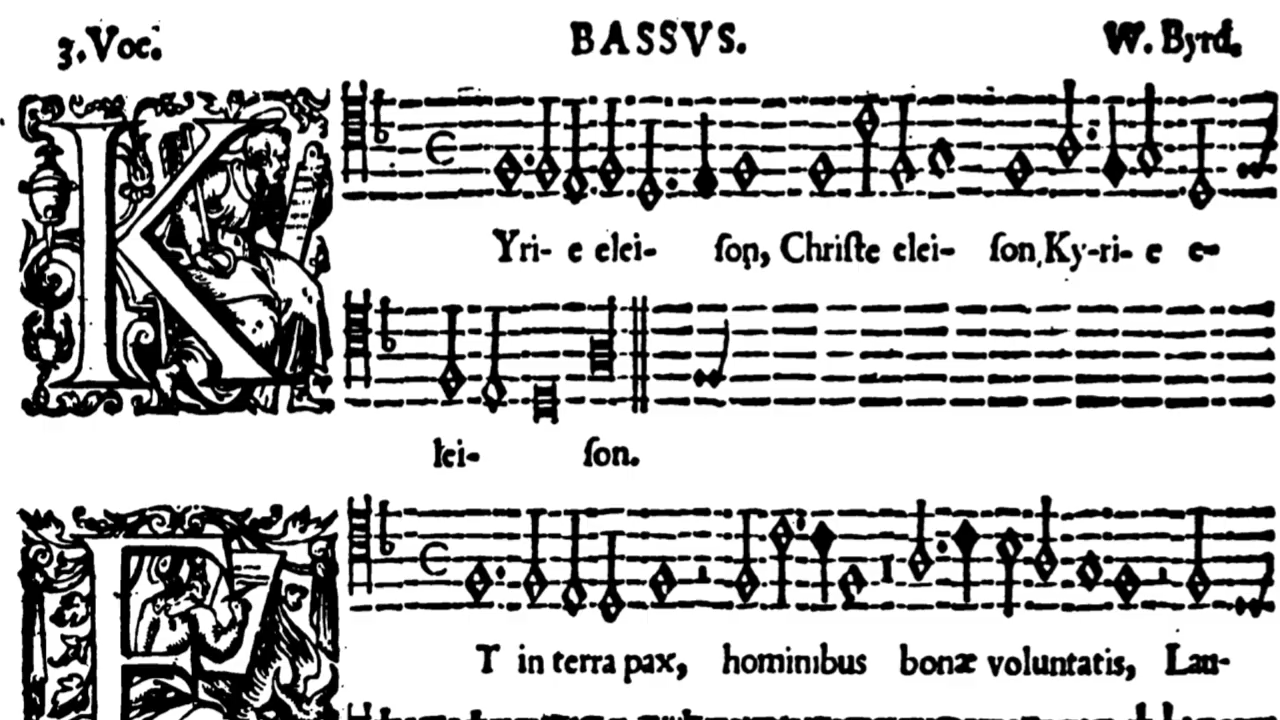 3. Voc. BASSVS. W. Byrd.
K Yri- e elei- ſon, Chriſte elei- ſon, Ky-ri- e e-
lei- ſon.
E T in terra pax, hominibus bonæ voluntatis, Lau-